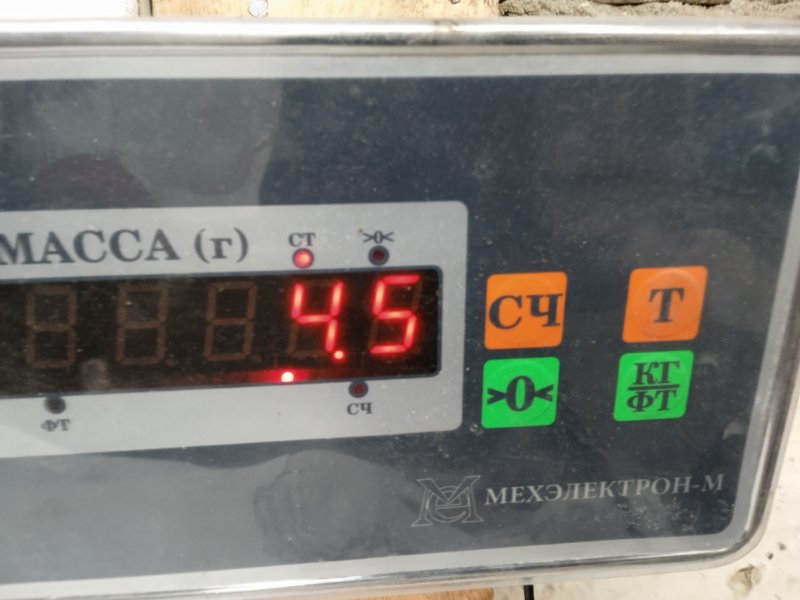 МАССА (г)
СТ
>0<
4.5
ФТ
СЧ
СЧ
Т
>0<
КГ
ФТ
МЕХЭЛЕКТРОН-М